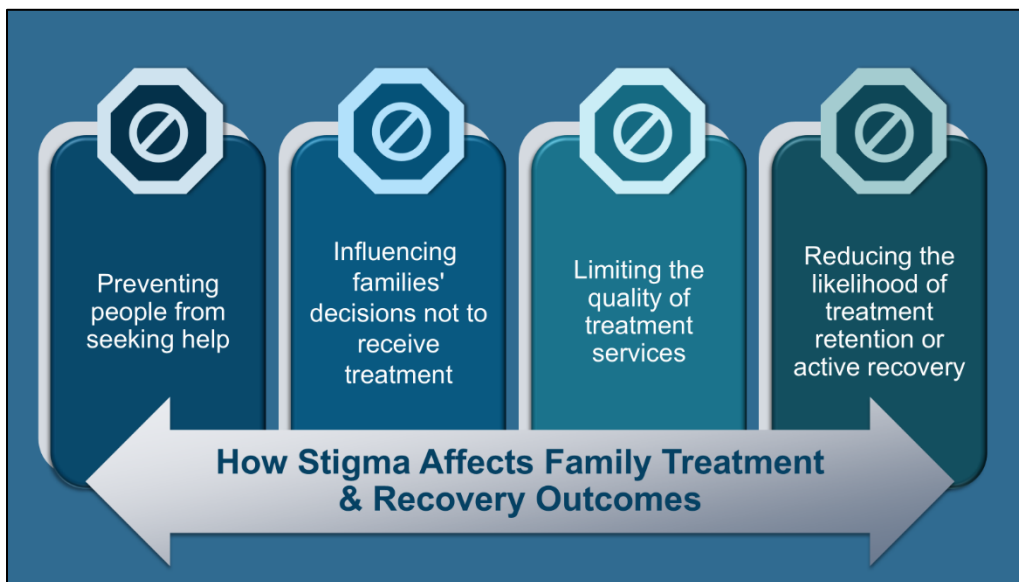 Preventing
people from
seeking help
Influencing
families'
decisions not to
receive
treatment
Limiting the
quality of
treatment
services
Reducing the
likelihood of
treatment
retention or
active recovery
How Stigma Affects Family Treatment
& Recovery Outcomes